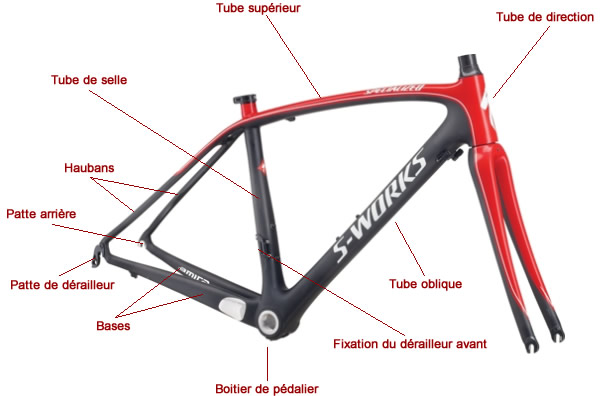 Tube supérieur
Tube de direction
Tube de selle
SPECIALIZED
Haubans
S-WORKS
Patte arrière
amira
Patte de dérailleur
Tube oblique
Bases
Fixation du dérailleur avant
Boitier de pédalier